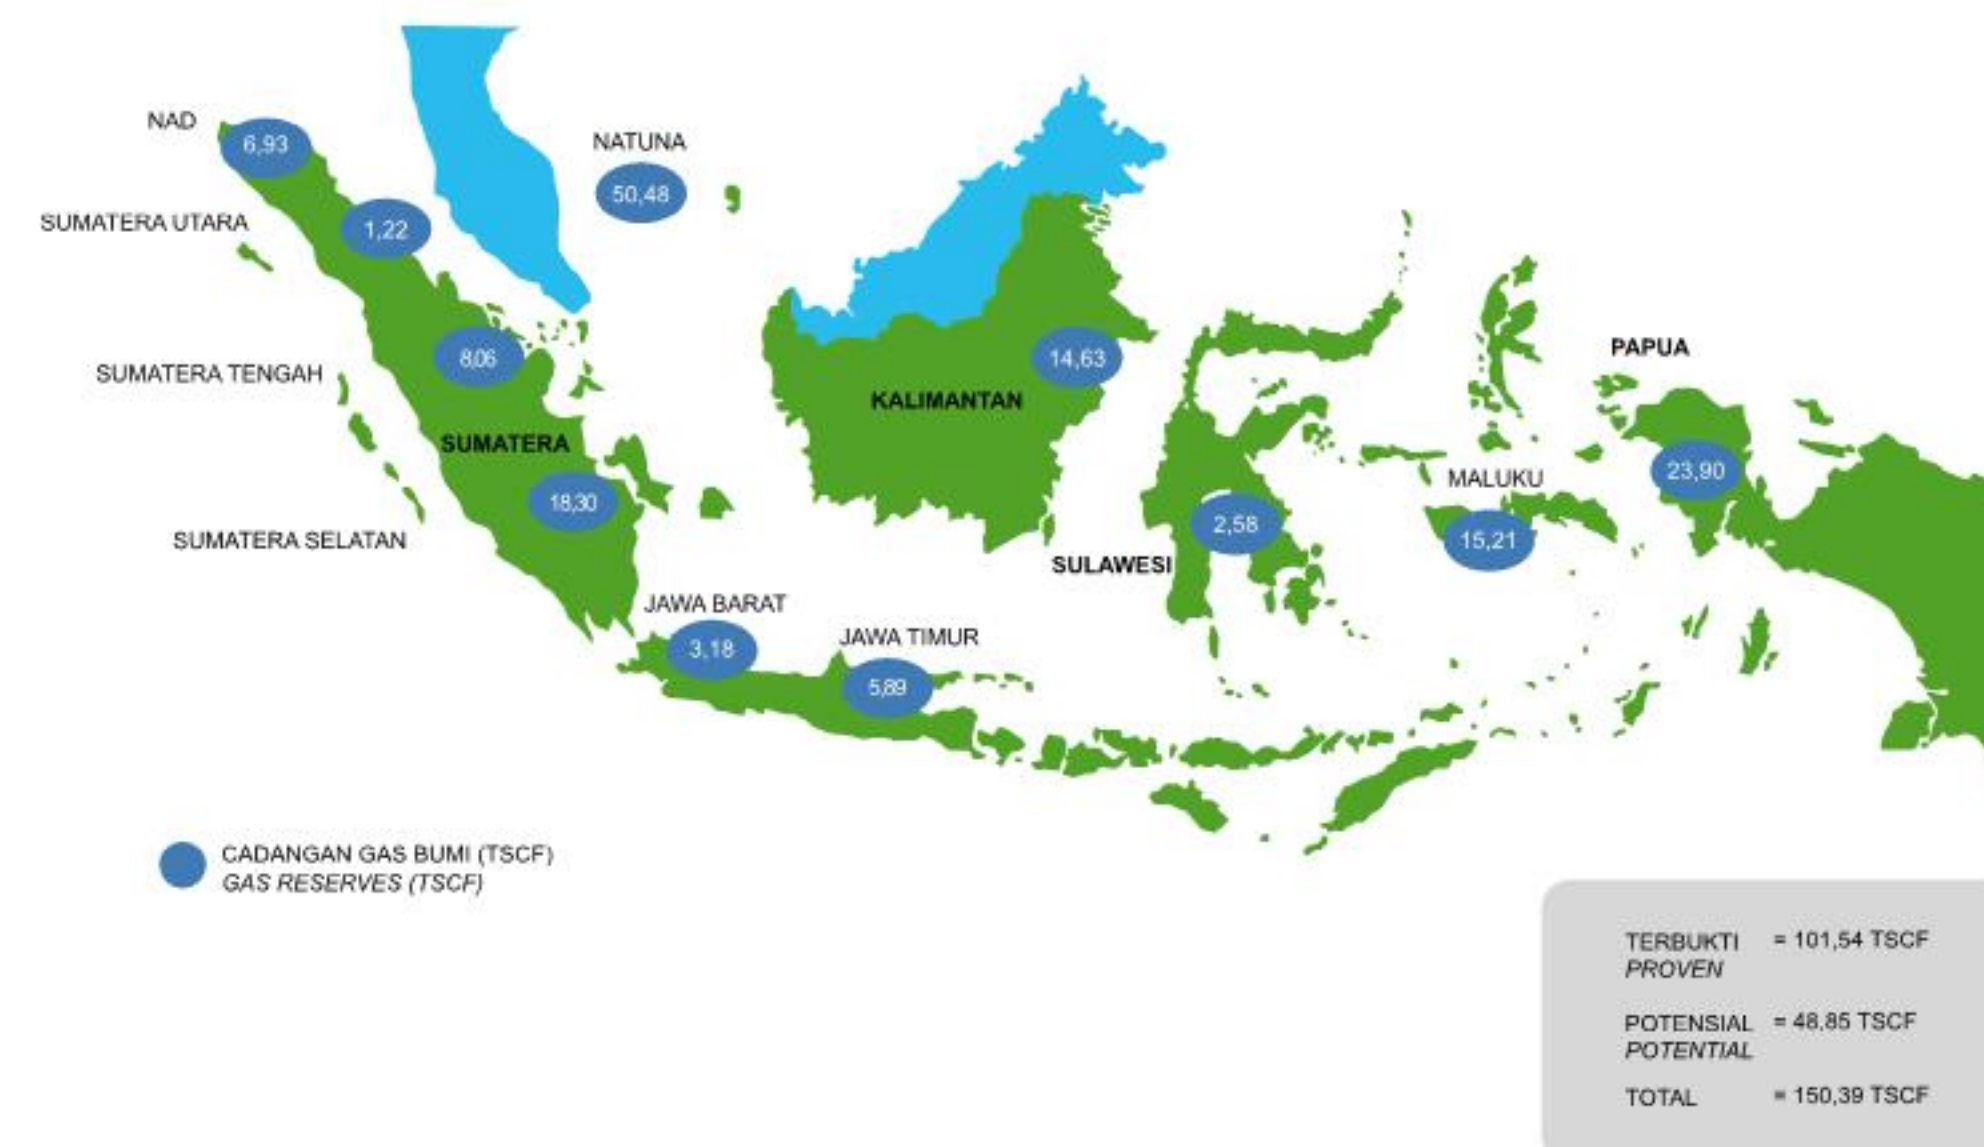 NAD
6,93
NATUNA
50,48
SUMATERA UTARA
1,22
8,06
SUMATERA TENGAH
14,63
PAPUA
KALIMANTAN
SUMATERA
23,90
MALUKU
18,30
2,58
15,21
SUMATERA SELATAN
SULAWESI
JAWA BARAT
3,18
JAWA TIMUR
5,89
CADANGAN GAS BUMI (TSCF)
GAS RESERVES (TSCF)
TERBUKTI = 101,54 TSCF
PROVEN
POTENSIAL = 48,85 TSCF
POTENTIAL
TOTAL = 150,39 TSCF